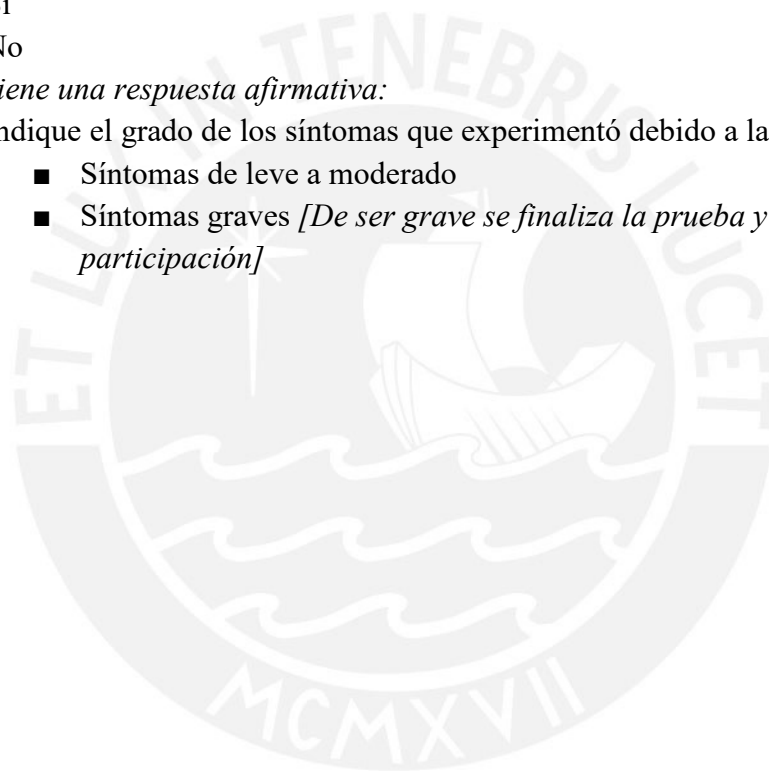 No
iene una respuesta afirmativa:
ndique el grado de los síntomas que experimentó debido a la
■ Síntomas de leve a moderado
■ Síntomas graves [De ser grave se finaliza la prueba y
participación]
ET LUX IN TENEBRIS LUCET
MCMXVII